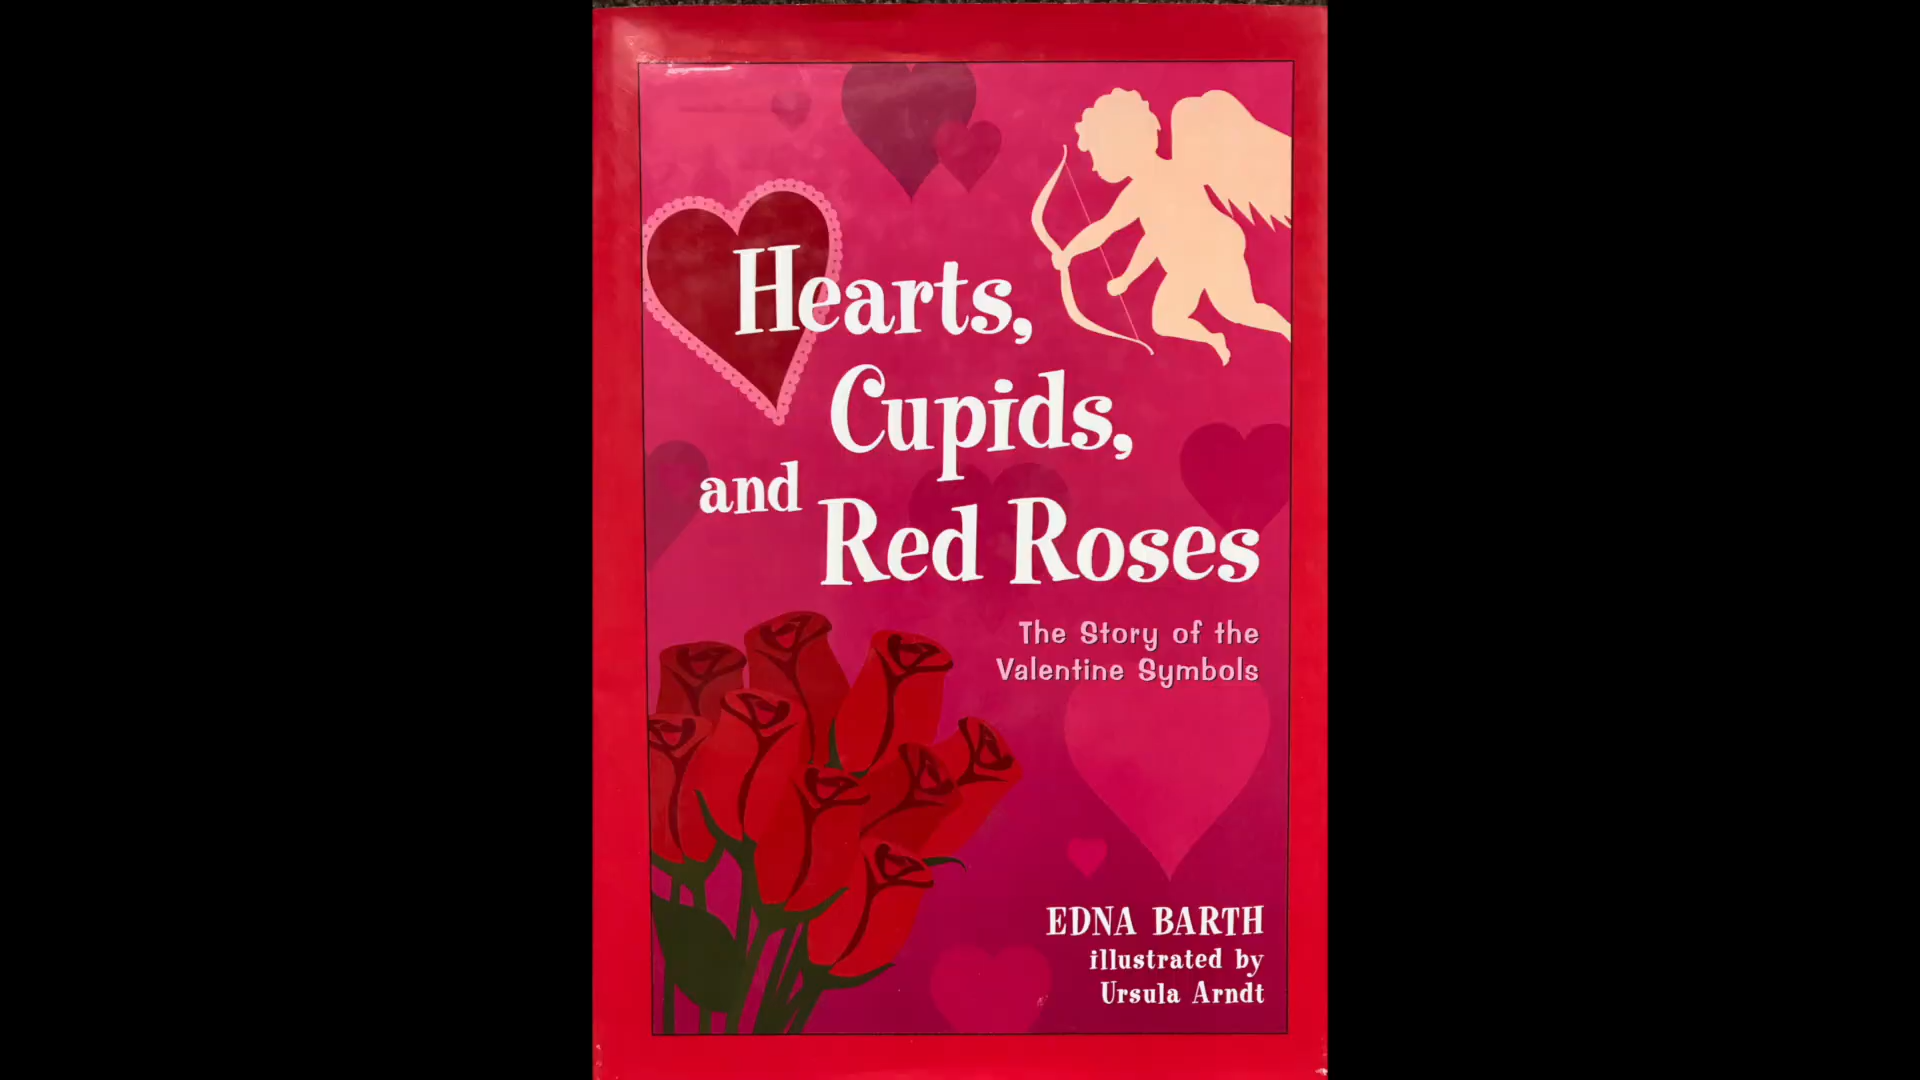 Hearts,
Cupids,
and
Red Roses
The Story of the
Valentine Symbols
EDNA BARTH
illustrated by
Ursula Arndt